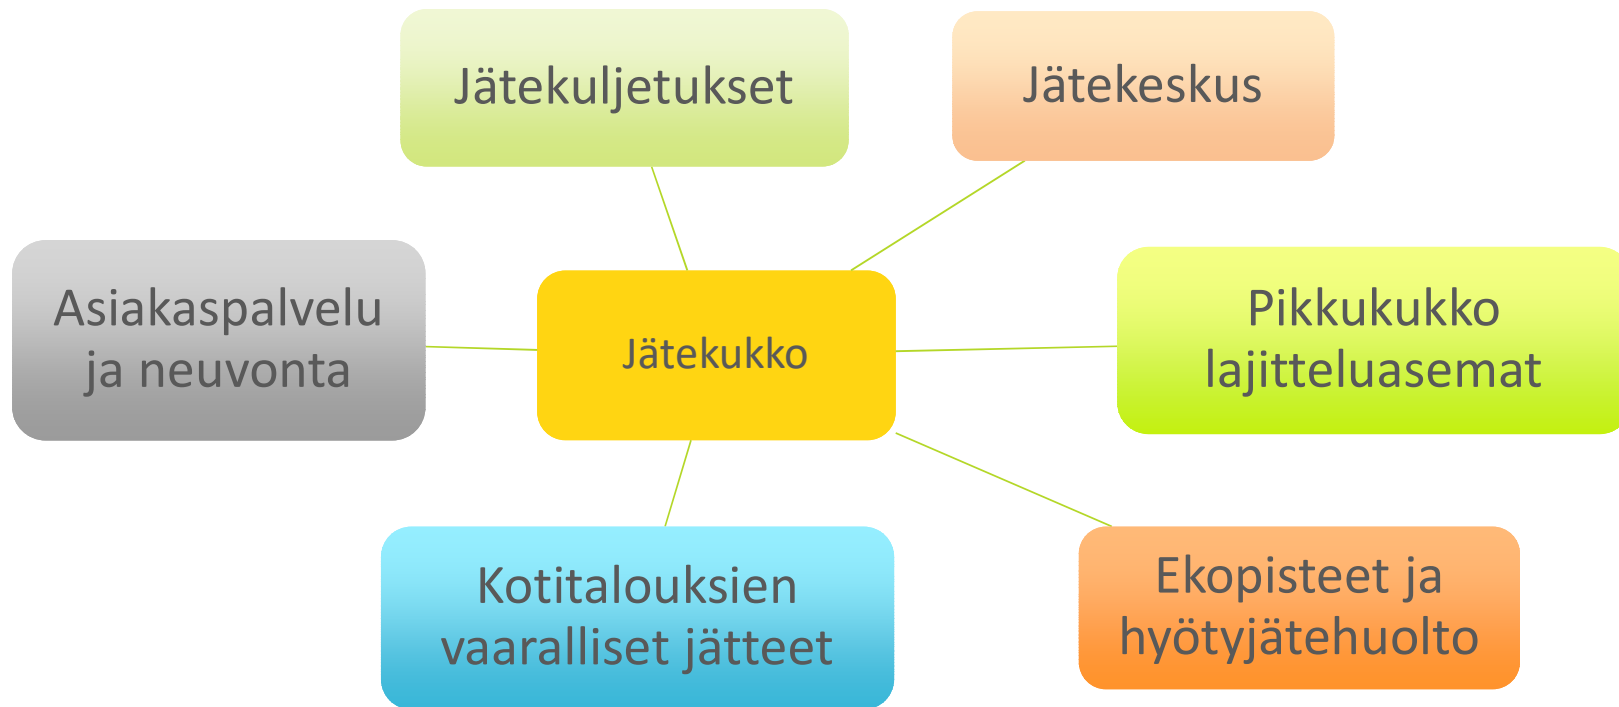 Jätekuljetukset
Jätekeskus
Asiakaspalvelu
ja neuvonta
Jätekukko
Pikkukukko
lajitteluasemat
Kotitalouksien
vaaralliset jätteet
Ekopisteet ja
hyötyjätehuolto